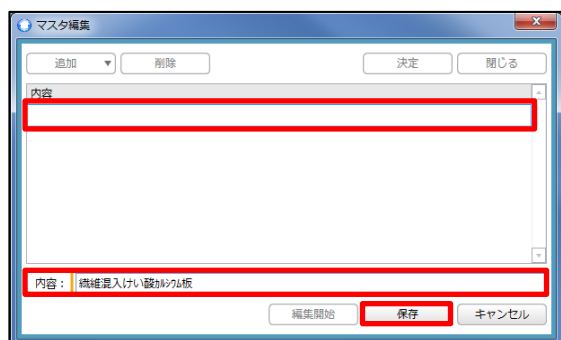 マスタ編集
追加 ▼ 削除 決定 閉じる
内容
内容： 繊維混入けい酸ｶﾙｼｳﾑ板
編集開始 保存 キャンセル